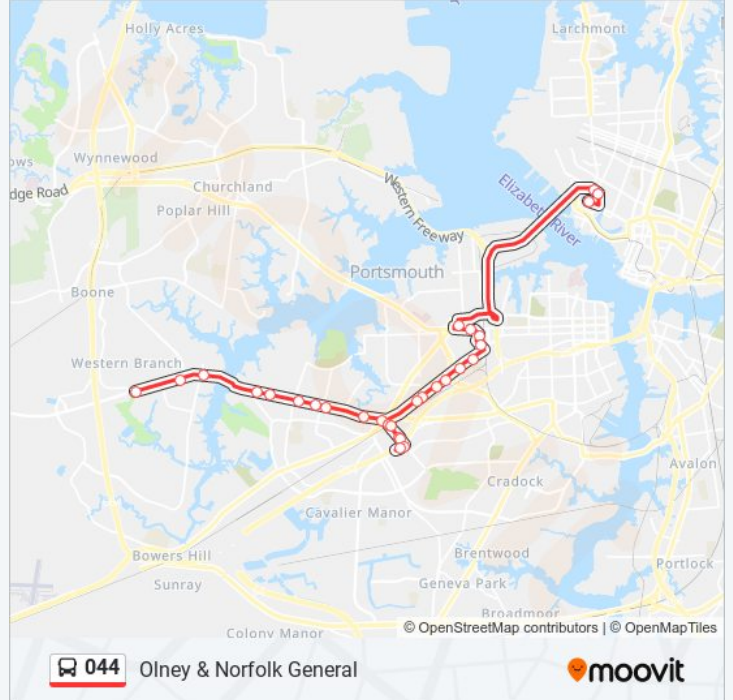 Holly Acres
Larchmont
ows
Wynnewood
dge Road
Churchland
Poplar Hill
Western Freeway
Elizabeth River
Portsmouth
Boone
Western Branch
Avalon
Cradock
Cavalier Manor
Bowers Hill
Brentwood
Portlock
Sunray
Geneva Park
Broadmoor
Colony Manor
© OpenStreetMap contributors | © OpenMapTiles
044 Olney & Norfolk General
moovit